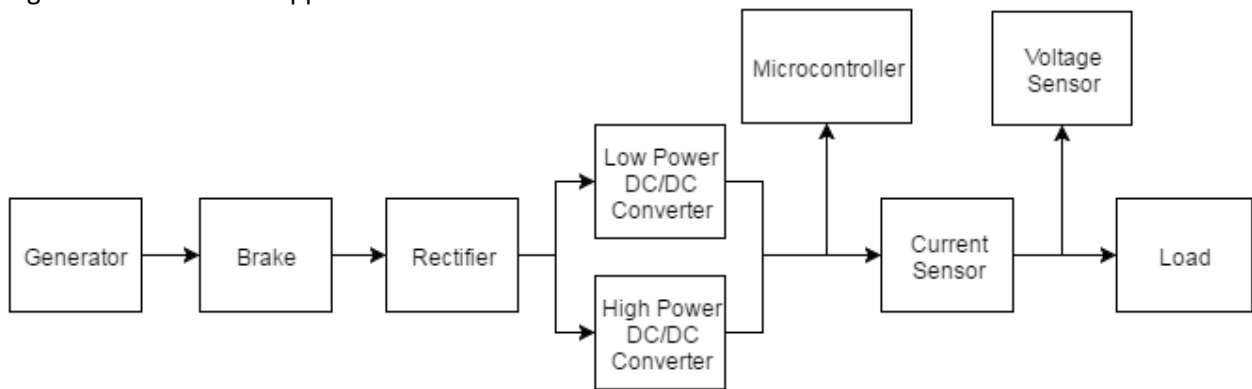 Microcontroller
Voltage
Sensor
Low Power
DC/DC
Converter
Generator
Brake
Rectifier
Current
Sensor
Load
High Power
DC/DC
Converter